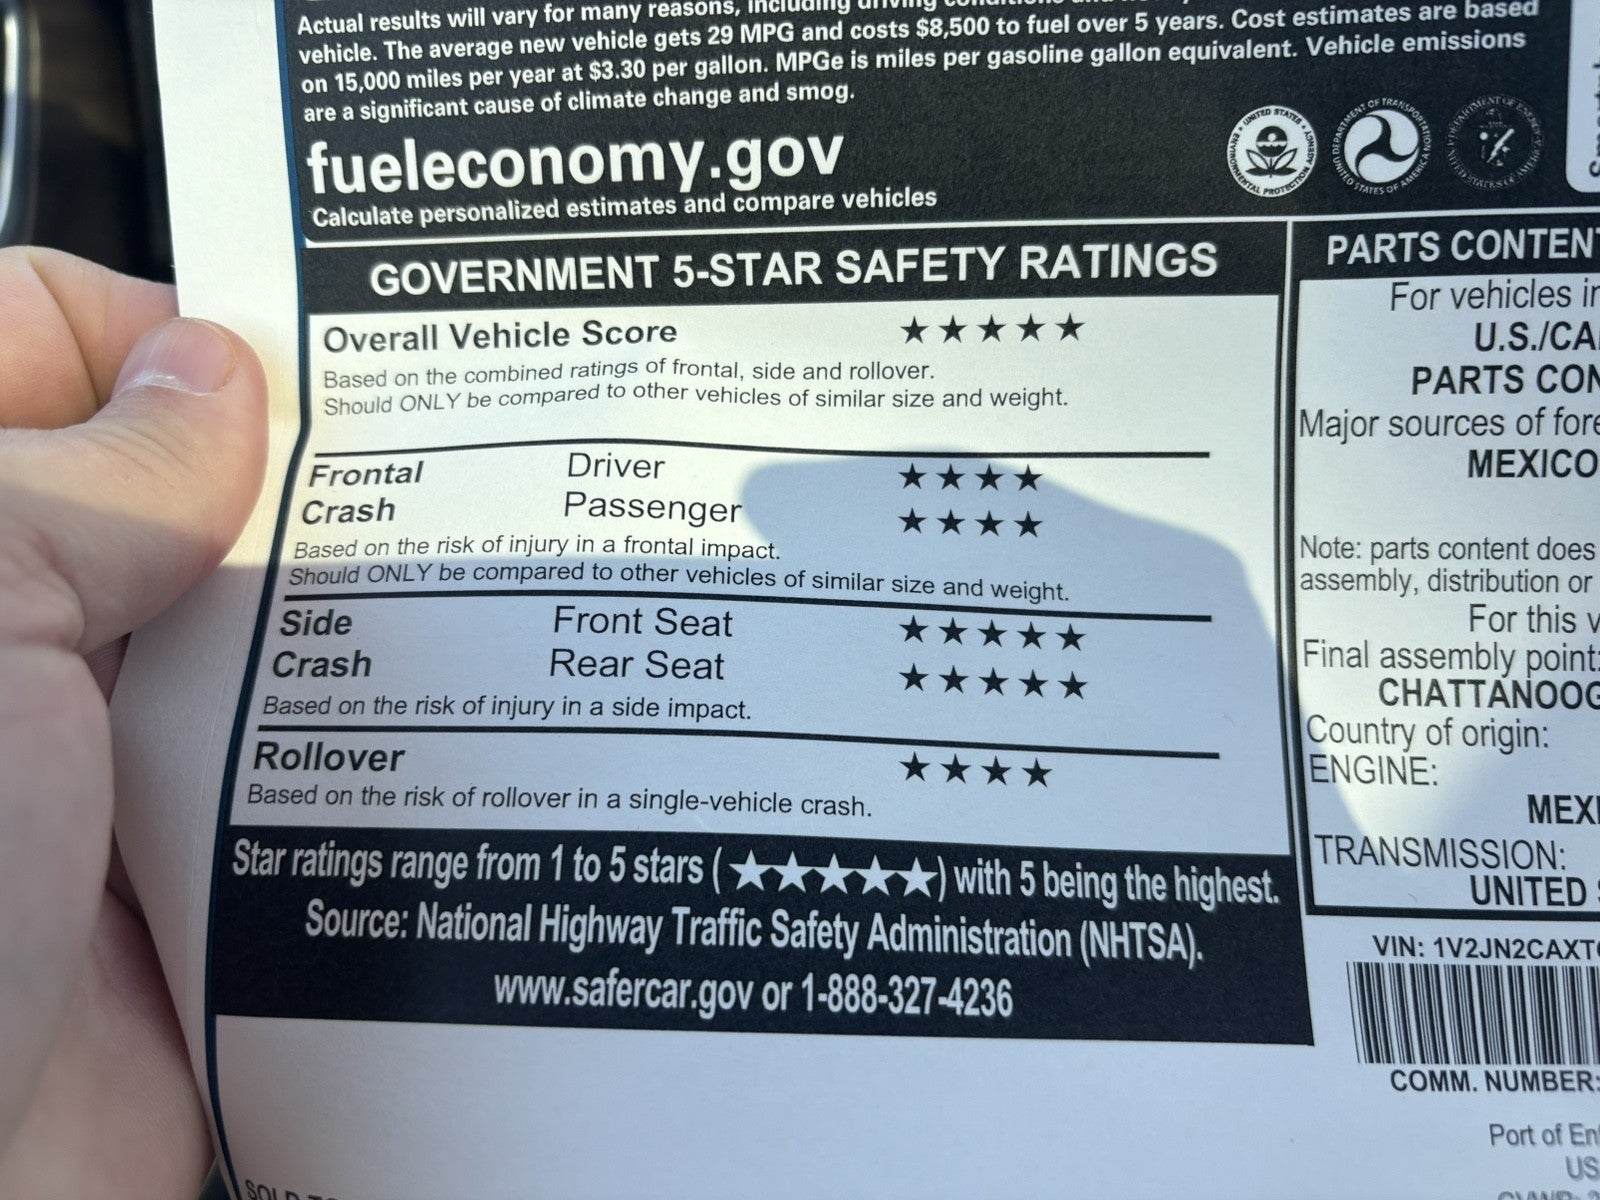 Actual results will vary for many reasons, including driving
vehicle. The average new vehicle gets 29 MPG and costs $8,500 to fuel over 5 years. Cost estimates are based
on 15,000 miles per year at $3.30 per gallon. MPGe is miles per gasoline gallon equivalent. Vehicle emissions
are a significant cause of climate change and smog.
fueleconomy.gov
Calculate personalized estimates and compare vehicles
GOVERNMENT 5-STAR SAFETY RATINGS
Overall Vehicle Score ★★★★★
Based on the combined ratings of frontal, side and rollover.
Should ONLY be compared to other vehicles of similar size and weight.
Frontal Driver ★★★★
Crash Passenger ★★★★
Based on the risk of injury in a frontal impact.
Should ONLY be compared to other vehicles of similar size and weight.
Side Front Seat ★★★★★
Crash Rear Seat ★★★★★
Based on the risk of injury in a side impact.
Rollover ★★★★
Based on the risk of rollover in a single-vehicle crash.
Star ratings range from 1 to 5 stars (★★★★★) with 5 being the highest.
Source: National Highway Traffic Safety Administration (NHTSA).
www.safercar.gov or 1-888-327-4236
PARTS CONTENT
For vehicles in
U.S./CA
PARTS CON
Major sources of fore
MEXICO
Note: parts content does
assembly, distribution or
For this v
Final assembly point:
CHATTANOOG
Country of origin:
ENGINE:
MEXI
TRANSMISSION:
UNITED S
VIN: 1V2JN2CAXT
COMM. NUMBER:
Port of En
US
SOLD TO